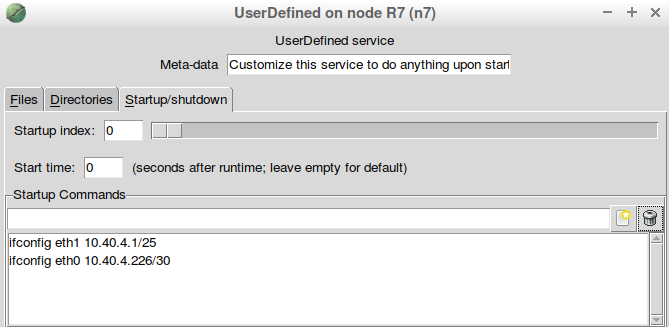 UserDefined on node R7 (n7)
UserDefined service
Meta-data Customize this service to do anything upon start
Files Directories Startup/shutdown
Startup index: 0
Start time: 0 (seconds after runtime; leave empty for default)
Startup Commands
ifconfig eth1 10.40.4.1/25
ifconfig eth0 10.40.4.226/30